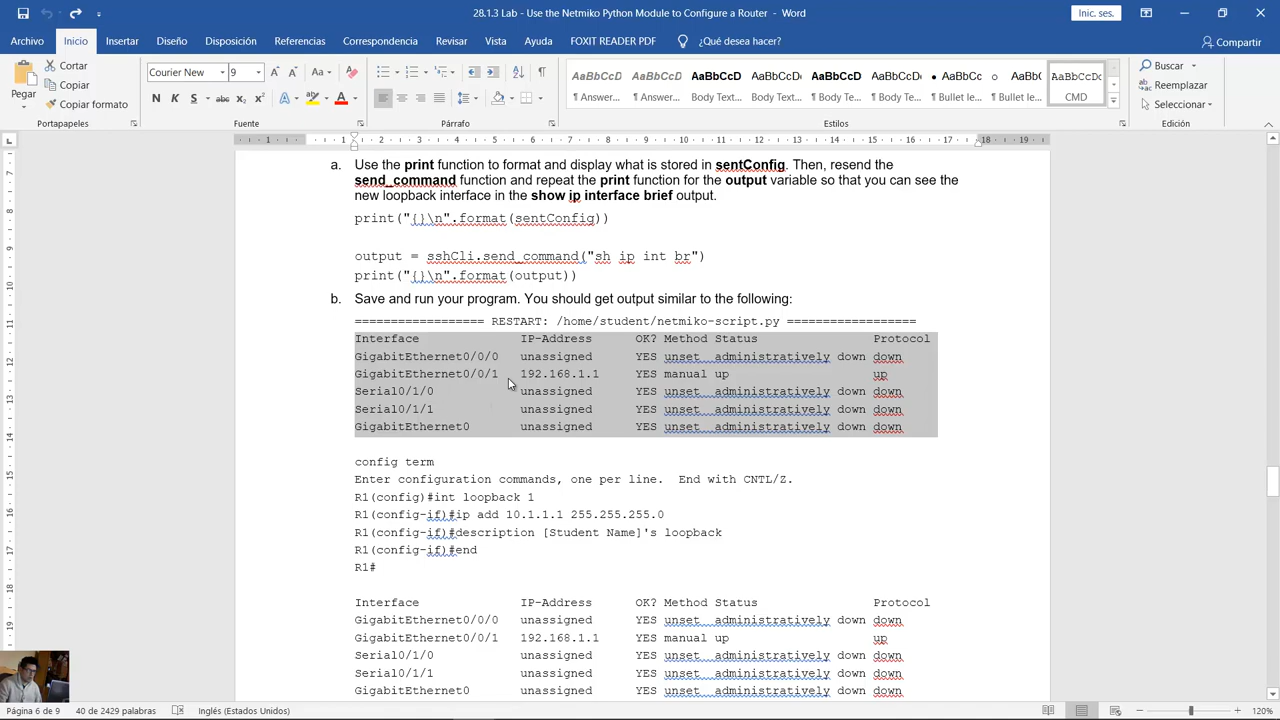 28.1.3 Lab - Use the Netmiko Python Module to Configure a Router - Word
Inic. ses.
Archivo Inicio Insertar Diseño Disposición Referencias Correspondencia Revisar Vista Ayuda FOXIT READER PDF ¿Qué desea hacer? Compartir
Pegar
Cortar
Copiar
Copiar formato
Portapapeles
Courier New 9
Fuente
Párrafo
AaBbCcD AaBbCcD AaBbCcD AaBbCcD AaBbCcD AaBbCcD AaBbCc AaBbC AaBbCcDc
¶ Answer... ¶ Answer... Body Text... ¶ Body T... Body Text... ¶ Body T... ¶ Bullet le... ¶ Bullet le... CMD
Estilos
Buscar
Reemplazar
Seleccionar
Edición
a. Use the print function to format and display what is stored in sentConfig. Then, resend the
send_command function and repeat the print function for the output variable so that you can see the
new loopback interface in the show ip interface brief output.
print("{}\n".format(sentConfig))
output = sshCli.send_command("sh ip int br")
print("{}\n".format(output))
b. Save and run your program. You should get output similar to the following:
================== RESTART: /home/student/netmiko-script.py ==================
Interface IP-Address OK? Method Status Protocol
GigabitEthernet0/0/0 unassigned YES unset administratively down down
GigabitEthernet0/0/1 192.168.1.1 YES manual up up
Serial0/1/0 unassigned YES unset administratively down down
Serial0/1/1 unassigned YES unset administratively down down
GigabitEthernet0 unassigned YES unset administratively down down
config term
Enter configuration commands, one per line. End with CNTL/Z.
R1(config)#int loopback 1
R1(config-if)#ip add 10.1.1.1 255.255.255.0
R1(config-if)#description [Student Name]'s loopback
R1(config-if)#end
R1#
Interface IP-Address OK? Method Status Protocol
GigabitEthernet0/0/0 unassigned YES unset administratively down down
GigabitEthernet0/0/1 192.168.1.1 YES manual up up
Serial0/1/0 unassigned YES unset administratively down down
Serial0/1/1 unassigned YES unset administratively down down
GigabitEthernet0 unassigned YES unset administratively down down
Página 6 de 9 40 de 2429 palabras Inglés (Estados Unidos) 120%